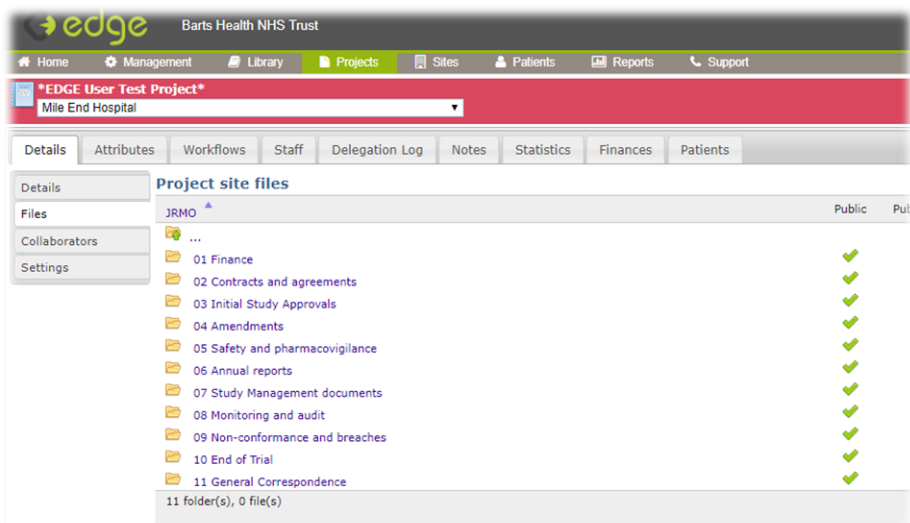 edge Barts Health NHS Trust
Home Management Library Projects Sites Patients Reports Support
*EDGE User Test Project*
Mile End Hospital
Details Attributes Workflows Staff Delegation Log Notes Statistics Finances Patients
Details
Files
Collaborators
Settings
Project site files
JRMO Public Pub
...
01 Finance
02 Contracts and agreements
03 Initial Study Approvals
04 Amendments
05 Safety and pharmacovigilance
06 Annual reports
07 Study Management documents
08 Monitoring and audit
09 Non-conformance and breaches
10 End of Trial
11 General Correspondence
11 folder(s), 0 file(s)